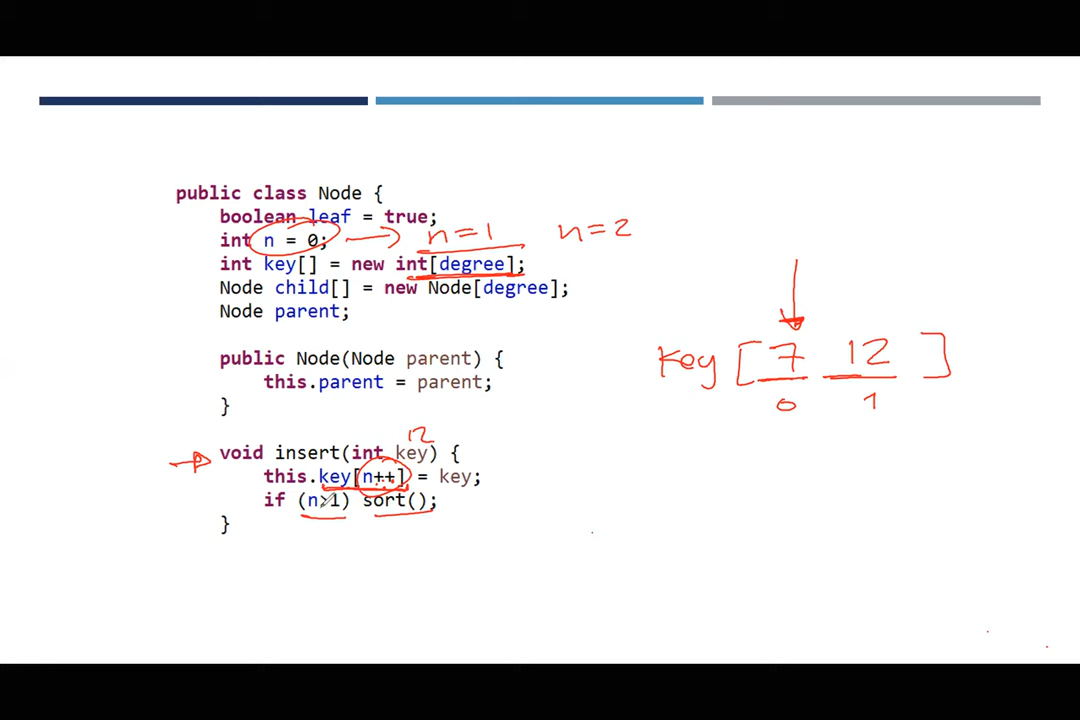 public class Node {
boolean leaf = true;
int n = 0; n=1 n=2
int key[] = new int[degree];
Node child[] = new Node[degree];
Node parent;
public Node(Node parent) {
this.parent = parent;
}
key [ 7 12 ]
0 1
12
void insert(int key) {
this.key[n++] = key;
if (n>1) sort();
}